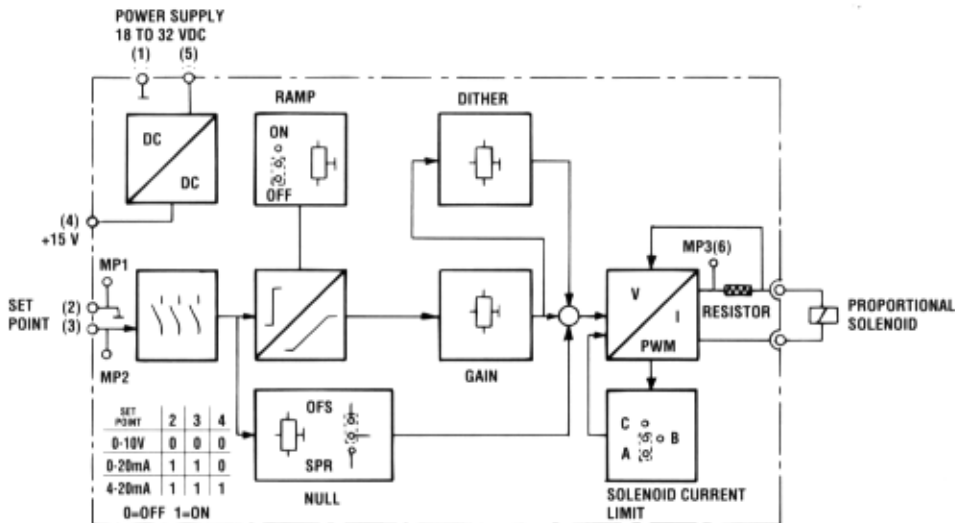 POWER SUPPLY
18 TO 32 VDC
(1) (5)
RAMP
DITHER
DC
DC
ON
OFF
(4)
+15 V
MP1
SET
POINT
(2)
(3)
MP2
GAIN
V
I
PWM
MP3(6)
RESISTOR
PROPORTIONAL
SOLENOID
OFS
SPR
NULL
C
B
A
SOLENOID CURRENT
LIMIT
SET
POINT 2 3 4
0-10V 0 0 0
0-20mA 1 1 0
4-20mA 1 1 1
0=OFF 1=ON